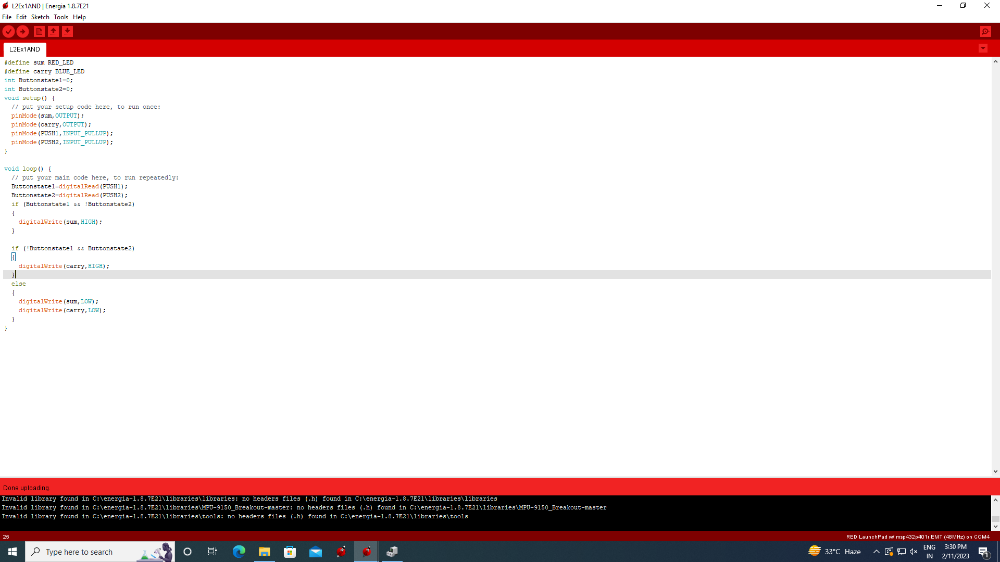 L2Ex1AND | Energia 1.8.7E21
File Edit Sketch Tools Help
L2Ex1AND
#define sum RED_LED
#define carry BLUE_LED
int Buttonstate1=0;
int Buttonstate2=0;
void setup() {
  // put your setup code here, to run once:
  pinMode(sum,OUTPUT);
  pinMode(carry,OUTPUT);
  pinMode(PUSH1,INPUT_PULLUP);
  pinMode(PUSH2,INPUT_PULLUP);
}
void loop() {
  // put your main code here, to run repeatedly:
  Buttonstate1=digitalRead(PUSH1);
  Buttonstate2=digitalRead(PUSH2);
  if (Buttonstate1 && !Buttonstate2)
  {
    digitalWrite(sum,HIGH);
  }
  if (!Buttonstate1 && Buttonstate2)
  {
    digitalWrite(carry,HIGH);
  }
  else
  {
    digitalWrite(sum,LOW);
    digitalWrite(carry,LOW);
  }
}
Done uploading.
Invalid library found in C:\energia-1.8.7E21\libraries\libraries: no headers files (.h) found in C:\energia-1.8.7E21\libraries\libraries
Invalid library found in C:\energia-1.8.7E21\libraries\MPU-9150_Breakout-master: no headers files (.h) found in C:\energia-1.8.7E21\libraries\MPU-9150_Breakout-master
Invalid library found in C:\energia-1.8.7E21\libraries\tools: no headers files (.h) found in C:\energia-1.8.7E21\libraries\tools
25
RED LaunchPad w/ msp432p401r EMT (48MHz) on COM4
Type here to search
33°C Haze
ENG
IN
3:30 PM
2/11/2023
1